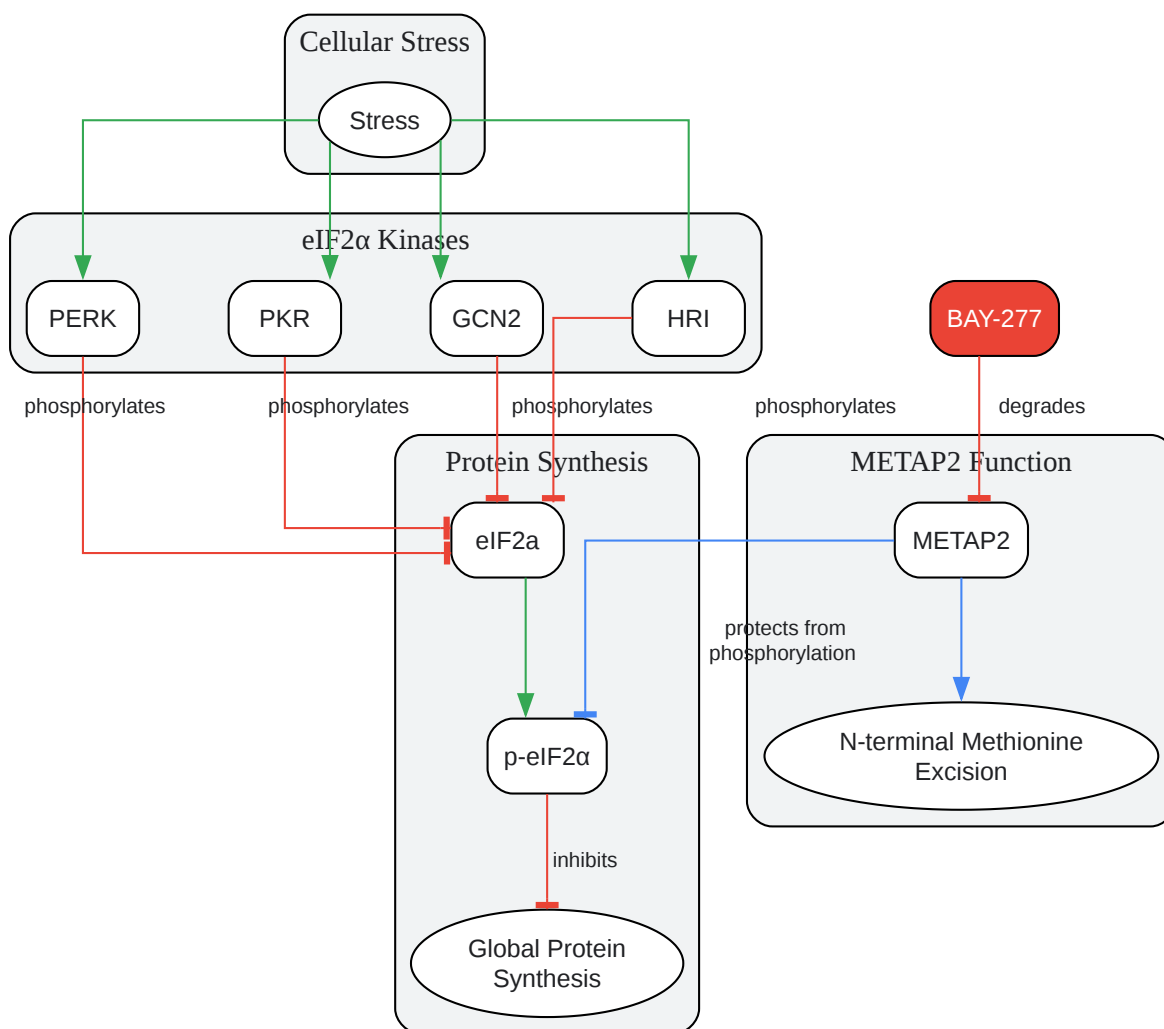 Cellular Stress
Stress
eIF2α Kinases
PERK
PKR
GCN2
HRI
BAY-277
phosphorylates
phosphorylates
phosphorylates
phosphorylates
degrades
Protein Synthesis
METAP2 Function
eIF2a
METAP2
protects from
phosphorylation
p-eIF2α
N-terminal Methionine
Excision
inhibits
Global Protein
Synthesis